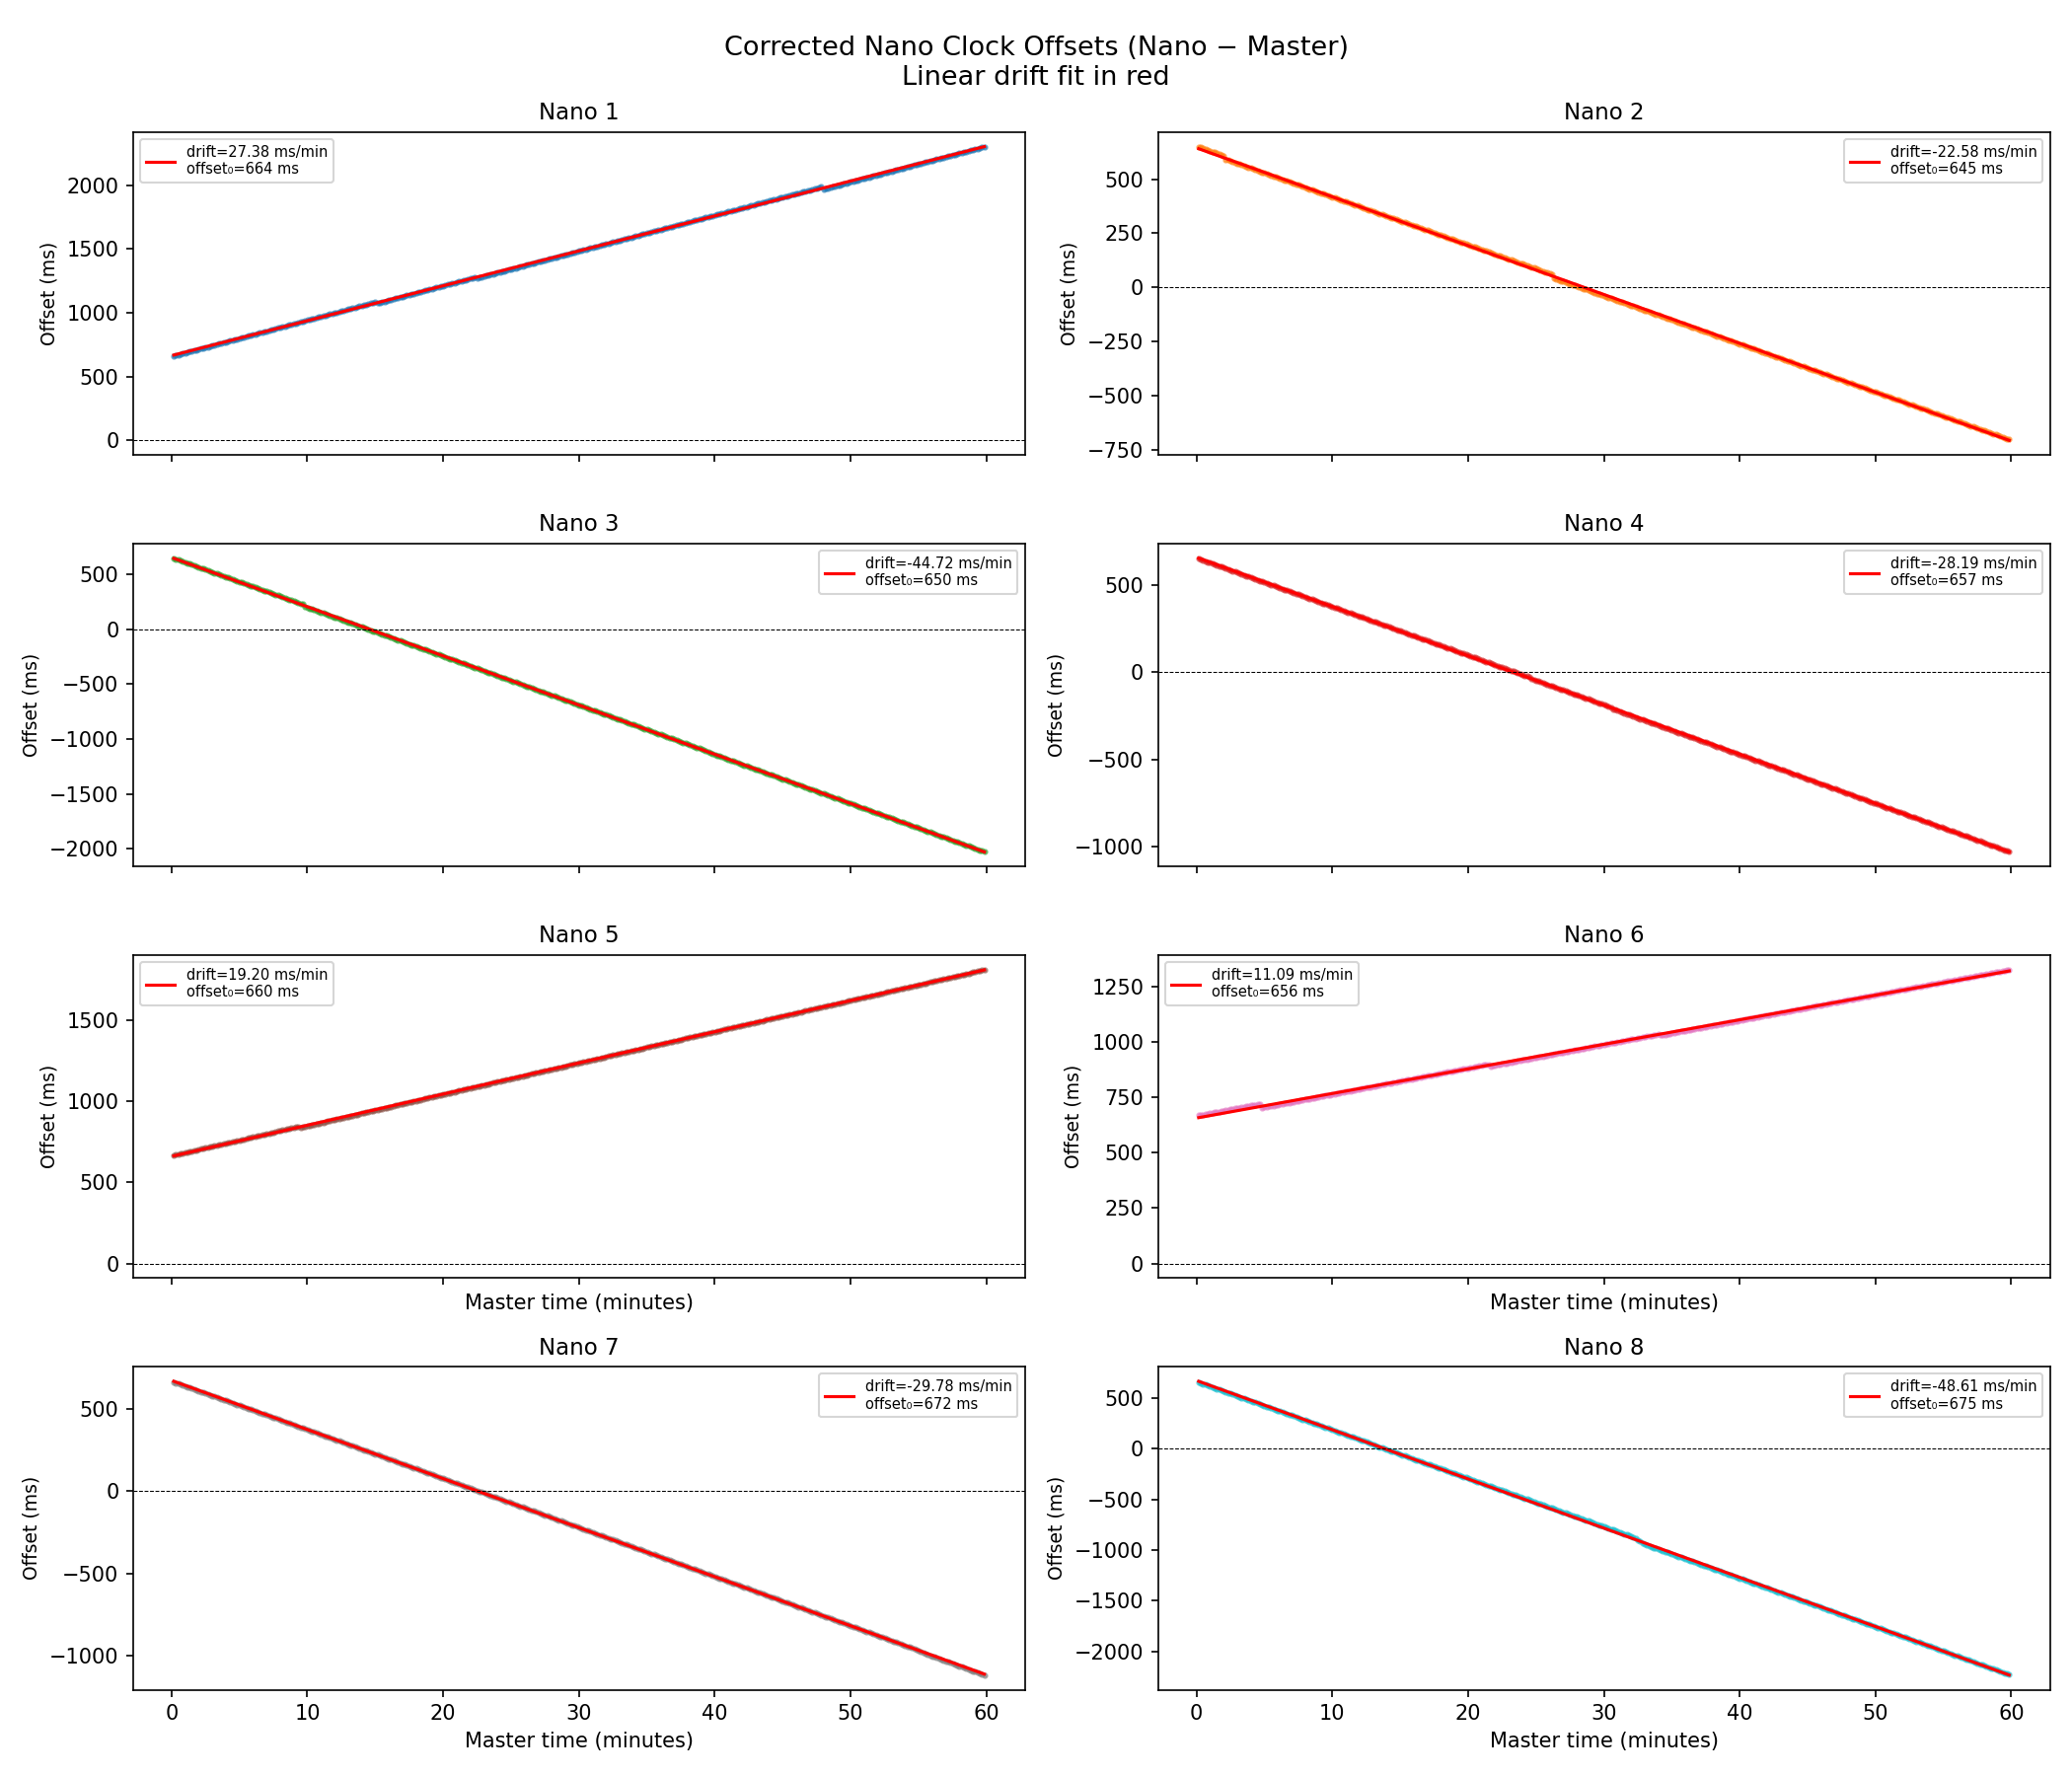 Corrected Nano Clock Offsets (Nano − Master)
Linear drift fit in red
Nano 1
drift=27.38 ms/min
offset₀=664 ms
Offset (ms)
2000
1500
1000
500
0
Nano 2
drift=-22.58 ms/min
offset₀=645 ms
Offset (ms)
500
250
0
−250
−500
−750
Nano 3
drift=-44.72 ms/min
offset₀=650 ms
Offset (ms)
500
0
−500
−1000
−1500
−2000
Nano 4
drift=-28.19 ms/min
offset₀=657 ms
Offset (ms)
500
0
−500
−1000
Nano 5
drift=19.20 ms/min
offset₀=660 ms
Offset (ms)
1500
1000
500
0
Master time (minutes)
Nano 6
drift=11.09 ms/min
offset₀=656 ms
Offset (ms)
1250
1000
750
500
250
0
Master time (minutes)
Nano 7
drift=-29.78 ms/min
offset₀=672 ms
Offset (ms)
500
0
−500
−1000
0 10 20 30 40 50 60
Master time (minutes)
Nano 8
drift=-48.61 ms/min
offset₀=675 ms
Offset (ms)
500
0
−500
−1000
−1500
−2000
0 10 20 30 40 50 60
Master time (minutes)